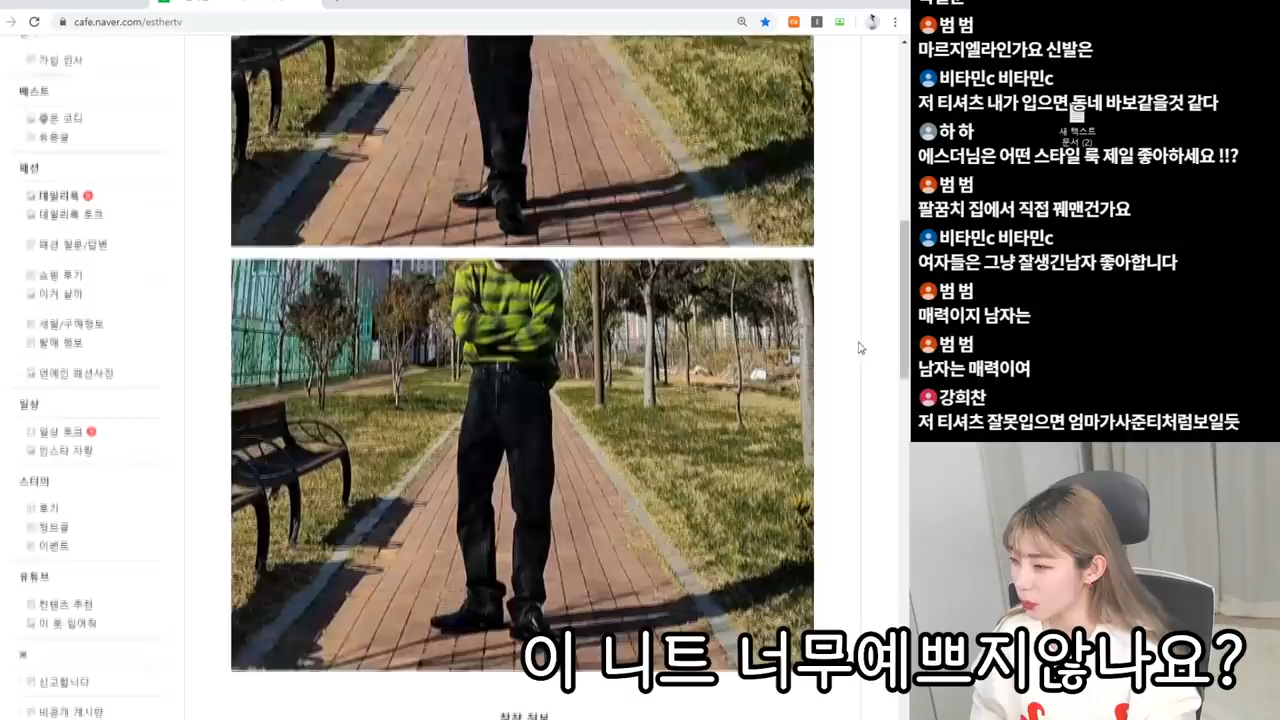 cafe.naver.com/esthertv
가입 인사
베스트
좋은 코디
유용글
패션
데일리룩
데일리룩 토크
패션 질문/답변
쇼핑 후기
이거 살까
세일/구매정보
발매 정보
연예인 패션사진
일상
일상 토크
인스타 자랑
스터디
후기
정보글
이벤트
유튜브
컨텐츠 추천
이 옷 입어줘
신고합니다
비공개 게시판
착장 정보
범 범
마르지엘라인가요 신발은
비타민c 비타민c
저 티셔츠 내가 입으면 동네 바보같을것 같다
하 하
에스더님은 어떤 스타일 룩 제일 좋아하세요 !!?
새 텍스트
문서 (2)
범 범
팔꿈치 집에서 직접 꿰맨건가요
비타민c 비타민c
여자들은 그냥 잘생긴남자 좋아합니다
범 범
매력이지 남자는
범 범
남자는 매력이여
강희찬
저 티셔츠 잘못입으면 엄마가사준티처럼보일듯
이 니트 너무예쁘지않나요?